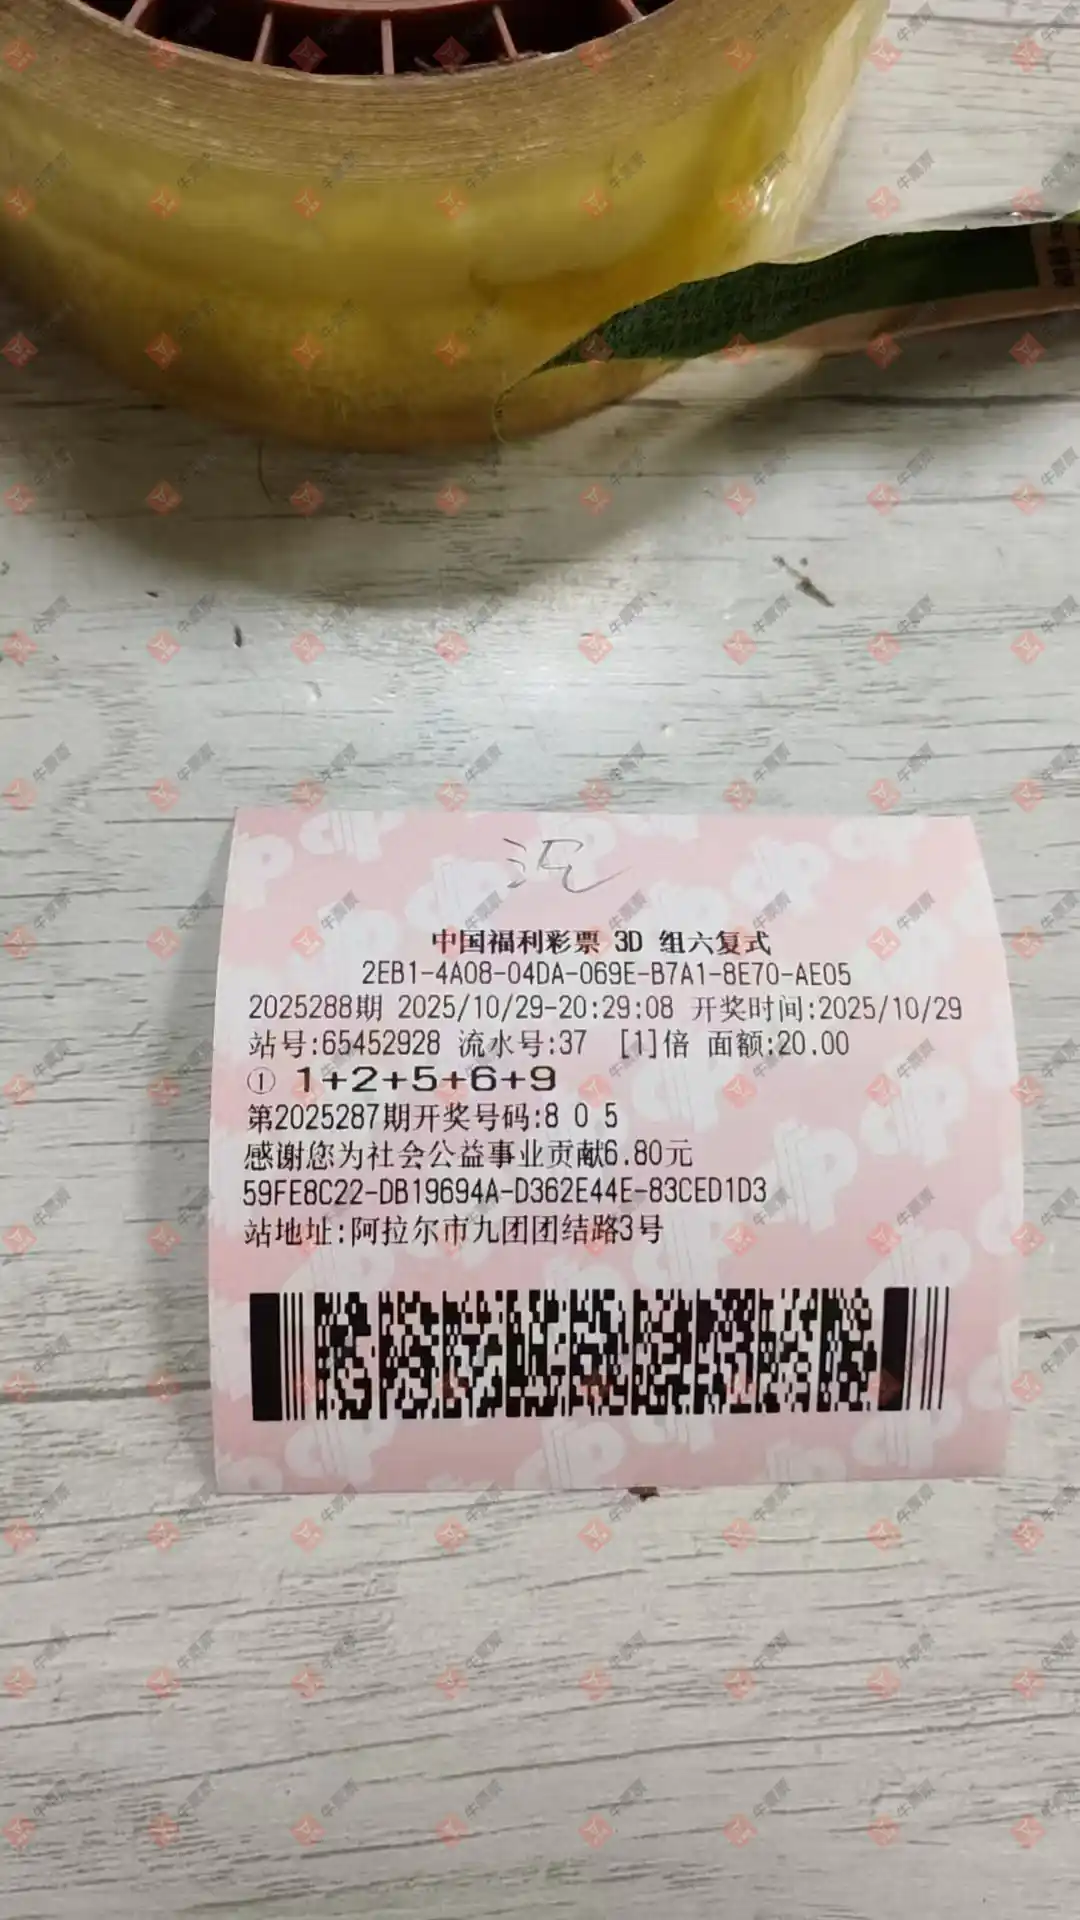 中国福利彩票 3D 组六复式
2EB1-4A08-04DA-069E-B7A1-8E70-AE05
2025288期 2025/10/29-20:29:08 开奖时间:2025/10/29
站号:65452928 流水号:37 [1]倍 面额:20.00
① 1+2+5+6+9
第2025287期开奖号码:8 0 5
感谢您为社会公益事业贡献6.80元
59FE8C22-DB19694A-D362E44E-83CED1D3
站地址:阿拉尔市九团团结路3号